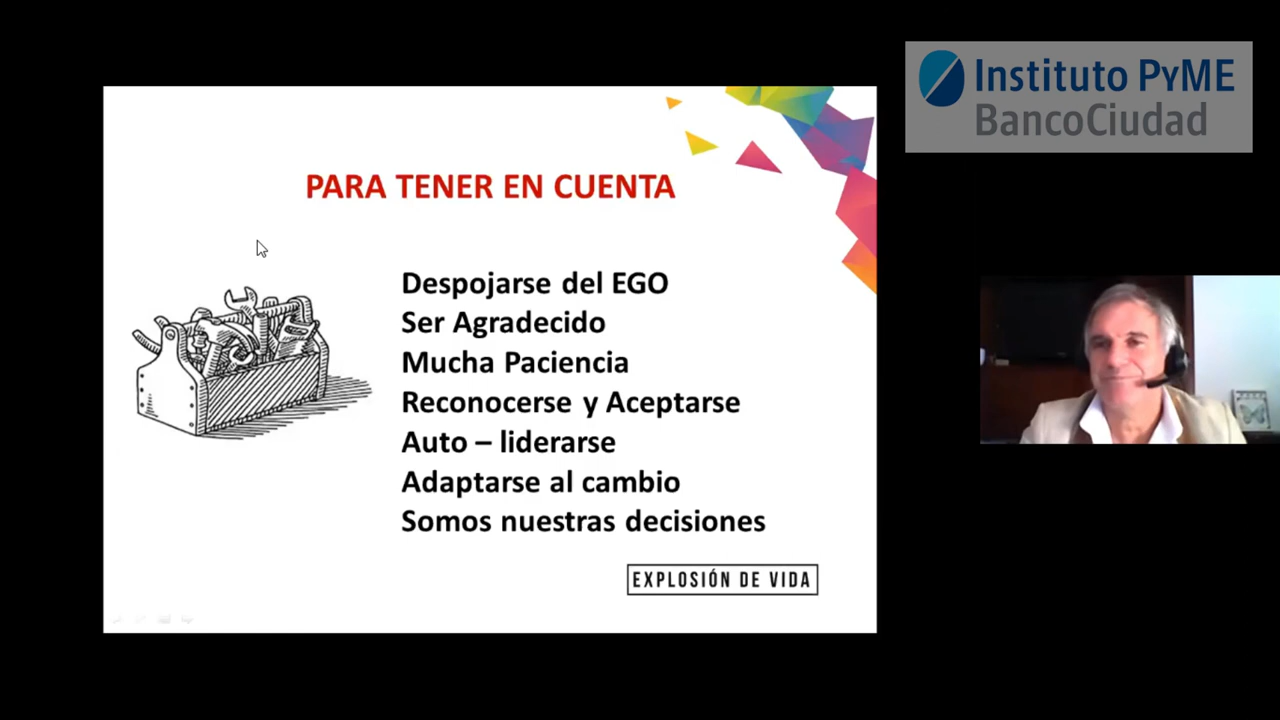 Instituto PyME
BancoCiudad
PARA TENER EN CUENTA
Despojarse del EGO
Ser Agradecido
Mucha Paciencia
Reconocerse y Aceptarse
Auto – liderarse
Adaptarse al cambio
Somos nuestras decisiones
EXPLOSIÓN DE VIDA